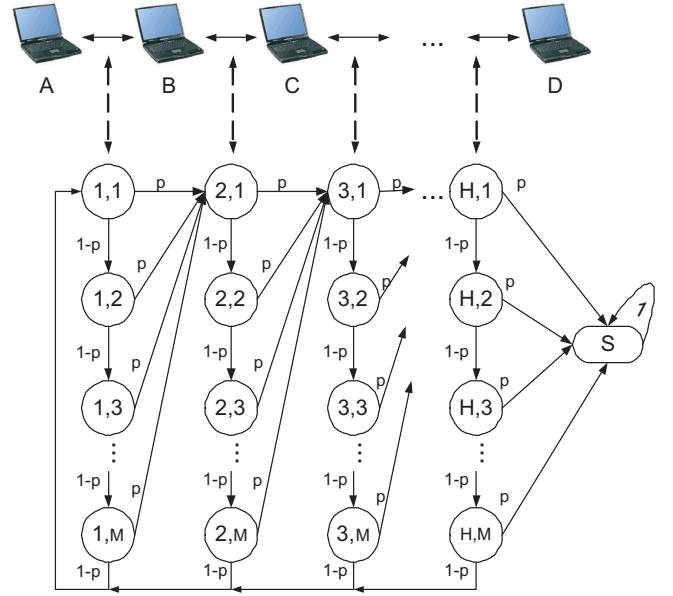 ...
A B C D
1,1 p 2,1 p 3,1 p ... H,1 p
1-p 1-p 1-p 1-p
p p p p
1,2 2,2 3,2 H,2
1
S
1-p 1-p 1-p 1-p
p p p p
1,3 2,3 3,3 H,3
... ... ... ...
1-p 1-p 1-p 1-p
p p p p
1,M 2,M 3,M H,M
1-p 1-p 1-p 1-p